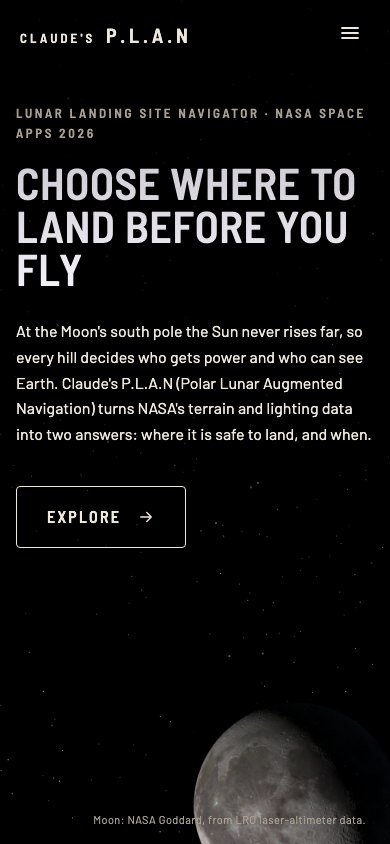 CLAUDE'S P.L.A.N
LUNAR LANDING SITE NAVIGATOR · NASA SPACE
APPS 2026
CHOOSE WHERE TO
LAND BEFORE YOU
FLY
At the Moon's south pole the Sun never rises far, so
every hill decides who gets power and who can see
Earth. Claude's P.L.A.N (Polar Lunar Augmented
Navigation) turns NASA's terrain and lighting data
into two answers: where it is safe to land, and when.
EXPLORE →
Moon: NASA Goddard, from LRO laser-altimeter data.